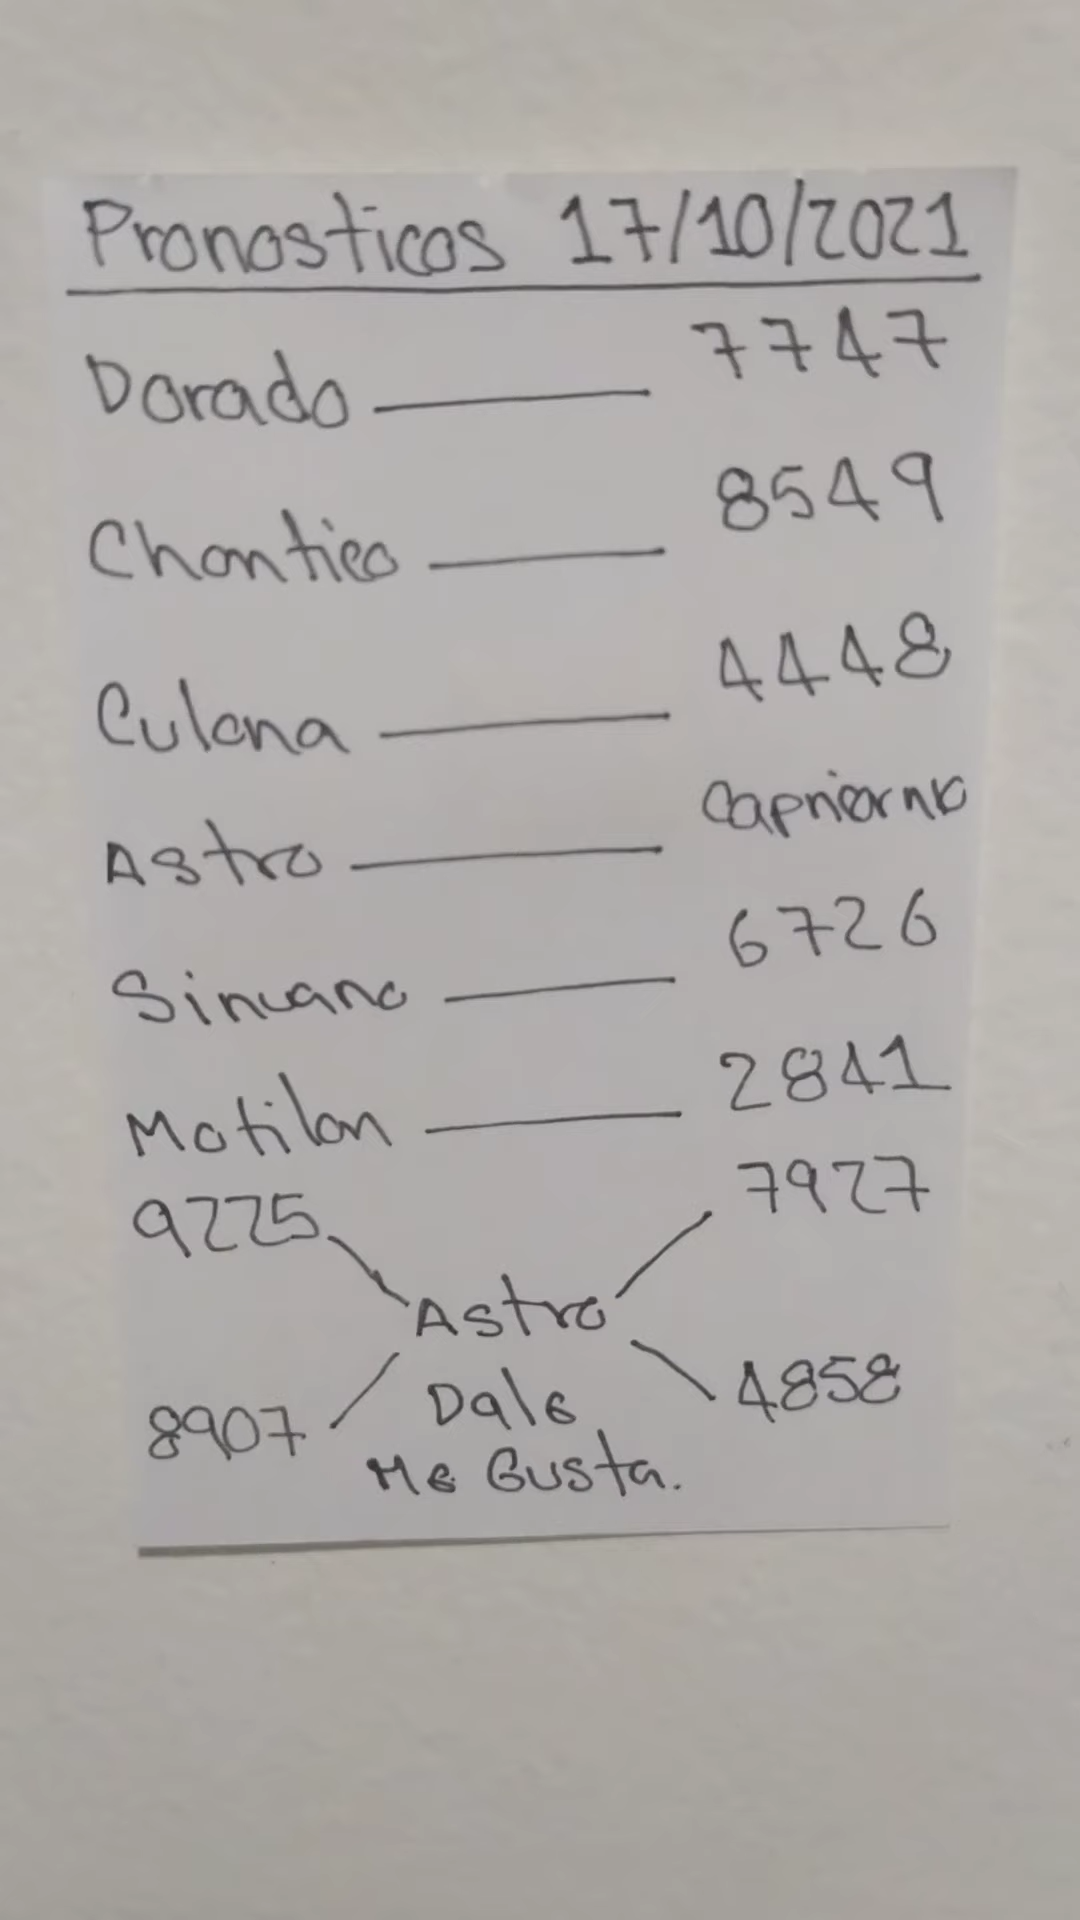 Pronosticos 17/10/2021
Dorado 7747
Chontico 8549
Culona 4448
Astro Capricornio
Sinuano 6726
Motilon 2841
9225 7927
Astro
8907 Dale 4858
Me Gusta.